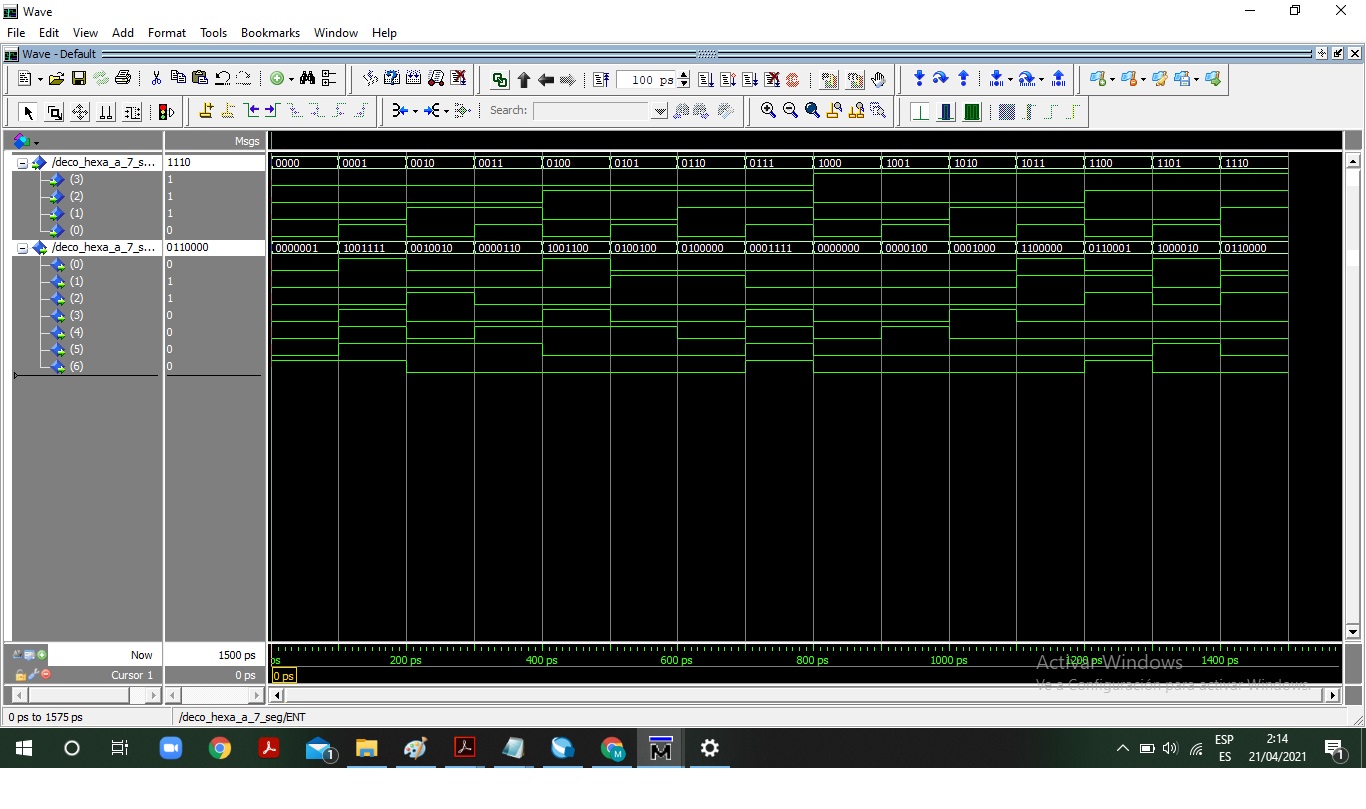 Wave
File Edit View Add Format Tools Bookmarks Window Help
Wave - Default
100 ps
Search:
Msgs
/deco_hexa_a_7_s... 1110 0000 0001 0010 0011 0100 0101 0110 0111 1000 1001 1010 1011 1100 1101 1110
(3) 1
(2) 1
(1) 1
(0) 0
/deco_hexa_a_7_s... 0110000 0000001 1001111 0010010 0000110 1001100 0100100 0100000 0001111 0000000 0000100 0001000 1100000 0110001 1000010 0110000
(0) 0
(1) 1
(2) 1
(3) 0
(4) 0
(5) 0
(6) 0
Now 1500 ps ps 200 ps 400 ps 600 ps 800 ps 1000 ps 1200 ps 1400 ps
Activar Windows
Cursor 1 0 ps 0 ps
Ve a Configuración para activar Windows.
0 ps to 1575 ps /deco_hexa_a_7_seg/ENT
1 M M ESP 2:14 1
ES 21/04/2021